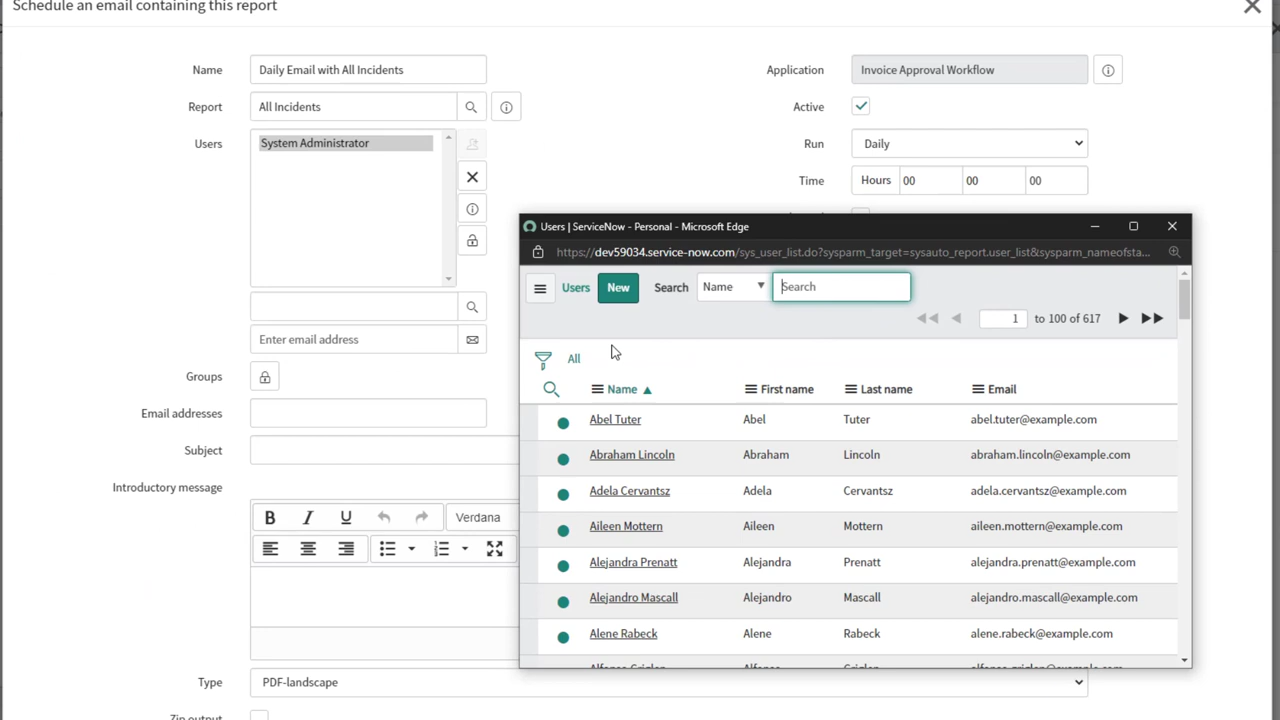 Schedule an email containing this report
Name Daily Email with All Incidents Application Invoice Approval Workflow
Report All Incidents Active
Users System Administrator Run Daily
Time Hours 00 00 00
Users | ServiceNow - Personal - Microsoft Edge
https://dev59034.service-now.com/sys_user_list.do?sysparm_target=sysauto_report.user_list&sysparm_nameofsta...
Users New Search Name Search
1 to 100 of 617
Enter email address
All
Groups
Name First name Last name Email
Email addresses
Abel Tuter Abel Tuter abel.tuter@example.com
Subject
Abraham Lincoln Abraham Lincoln abraham.lincoln@example.com
Introductory message
Adela Cervantsz Adela Cervantsz adela.cervantsz@example.com
B I U Verdana
Aileen Mottern Aileen Mottern aileen.mottern@example.com
Alejandra Prenatt Alejandra Prenatt alejandra.prenatt@example.com
Alejandro Mascall Alejandro Mascall alejandro.mascall@example.com
Alene Rabeck Alene Rabeck alene.rabeck@example.com
Type PDF-landscape
Zip output